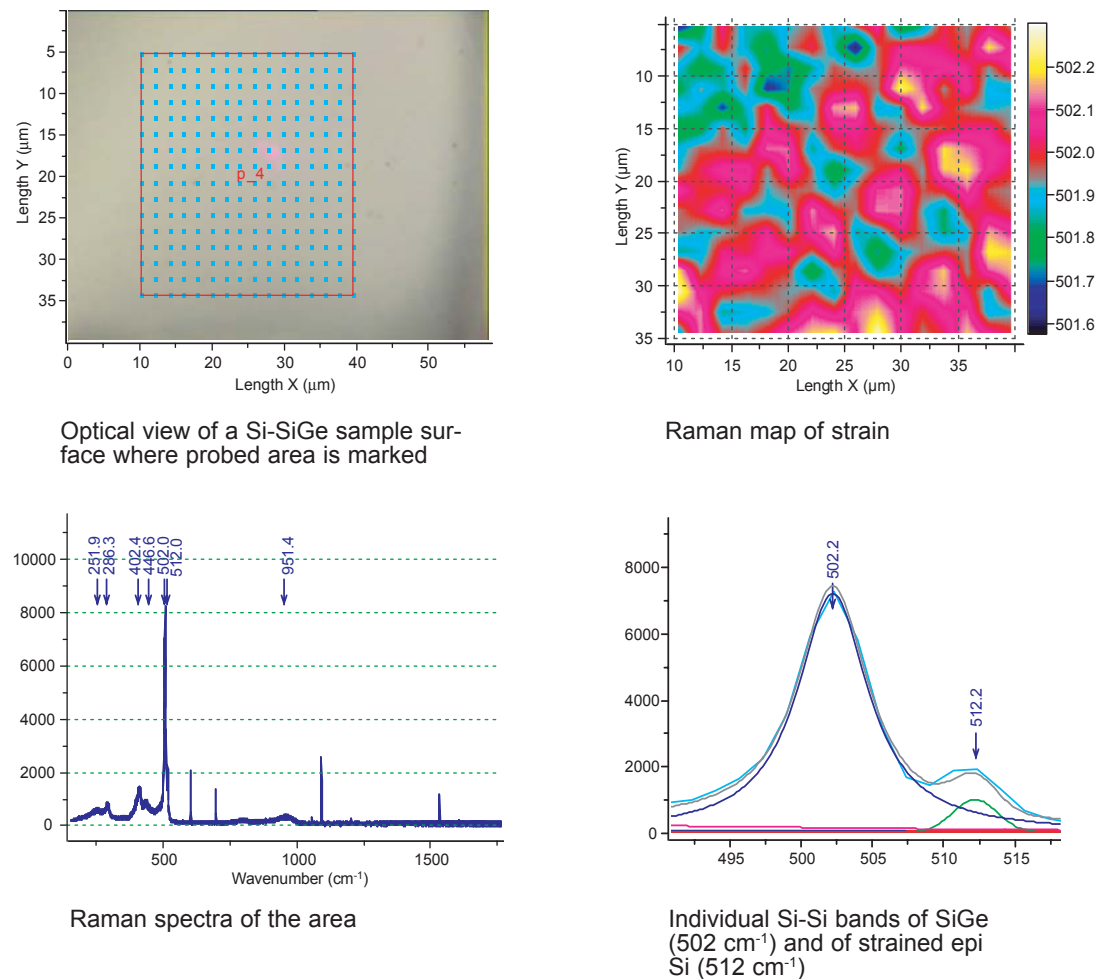 5
10
15
20
25
30
35
Length Y (µm)
p_4
0 10 20 30 40 50
Length X (µm)
Optical view of a Si-SiGe sample sur-
face where probed area is marked
5
10
15
20
25
30
35
Length Y (µm)
10 15 20 25 30 35
Length X (µm)
502.2
502.1
502.0
501.9
501.8
501.7
501.6
Raman map of strain
10000
8000
6000
4000
2000
0
251.9
286.3
402.4
446.6
502.0
512.0
951.4
500 1000 1500
Wavenumber (cm⁻¹)
Raman spectra of the area
8000
6000
4000
2000
0
502.2
512.2
495 500 505 510 515
Individual Si-Si bands of SiGe
(502 cm⁻¹) and of strained epi
Si (512 cm⁻¹)